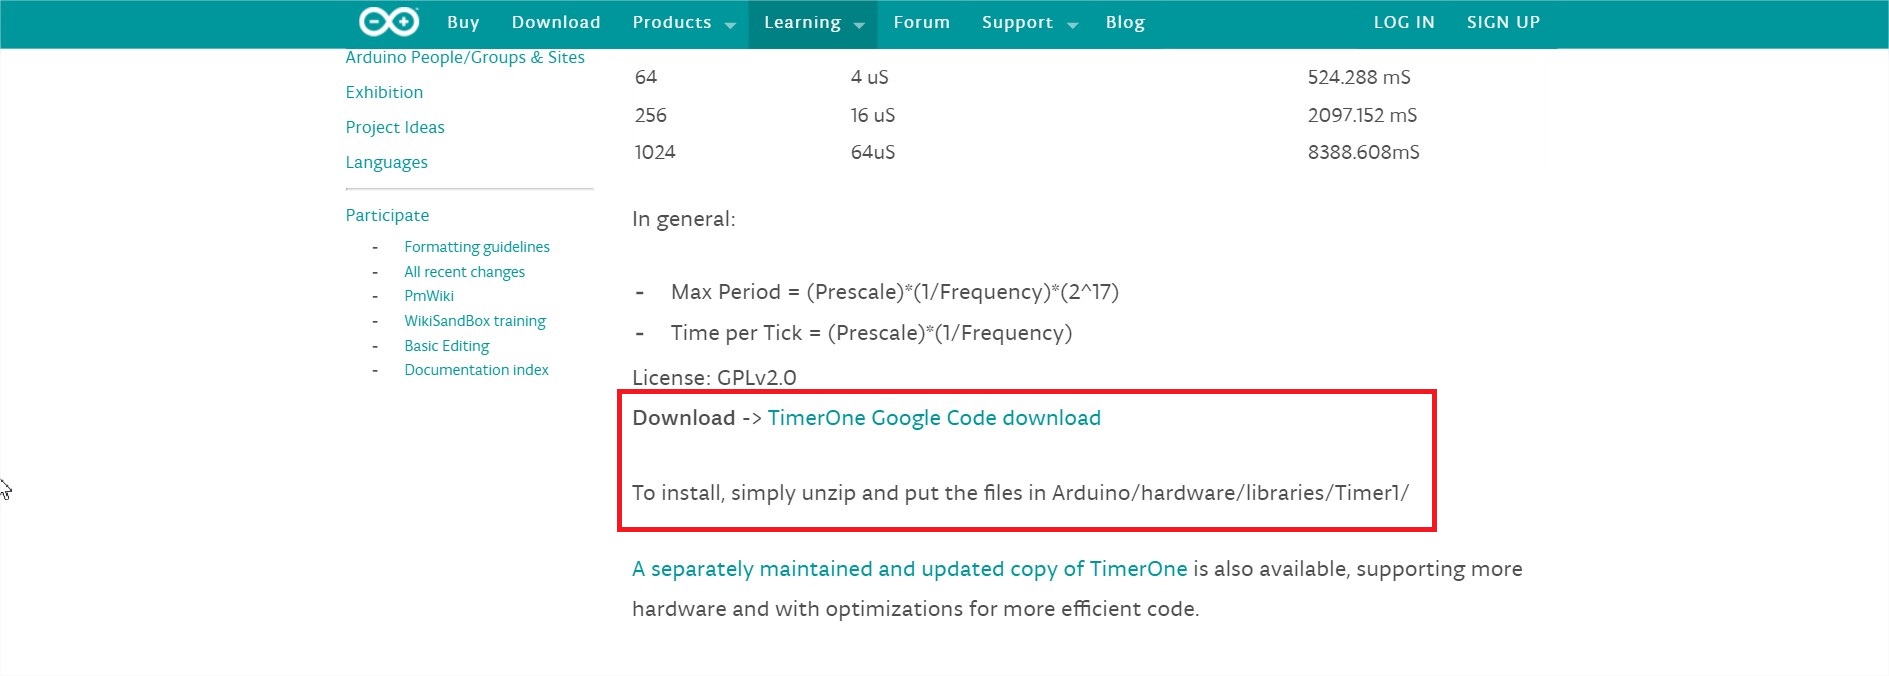 Buy Download Products Learning Forum Support Blog LOG IN SIGN UP
Arduino People/Groups & Sites
Exhibition
Project Ideas
Languages
Participate
- Formatting guidelines
- All recent changes
- PmWiki
- WikiSandBox training
- Basic Editing
- Documentation index
64 4 uS 524.288 mS
256 16 uS 2097.152 mS
1024 64uS 8388.608mS
In general:
- Max Period = (Prescale)*(1/Frequency)*(2^17)
- Time per Tick = (Prescale)*(1/Frequency)
License: GPLv2.0
Download -> TimerOne Google Code download
To install, simply unzip and put the files in Arduino/hardware/libraries/Timer1/
A separately maintained and updated copy of TimerOne is also available, supporting more
hardware and with optimizations for more efficient code.